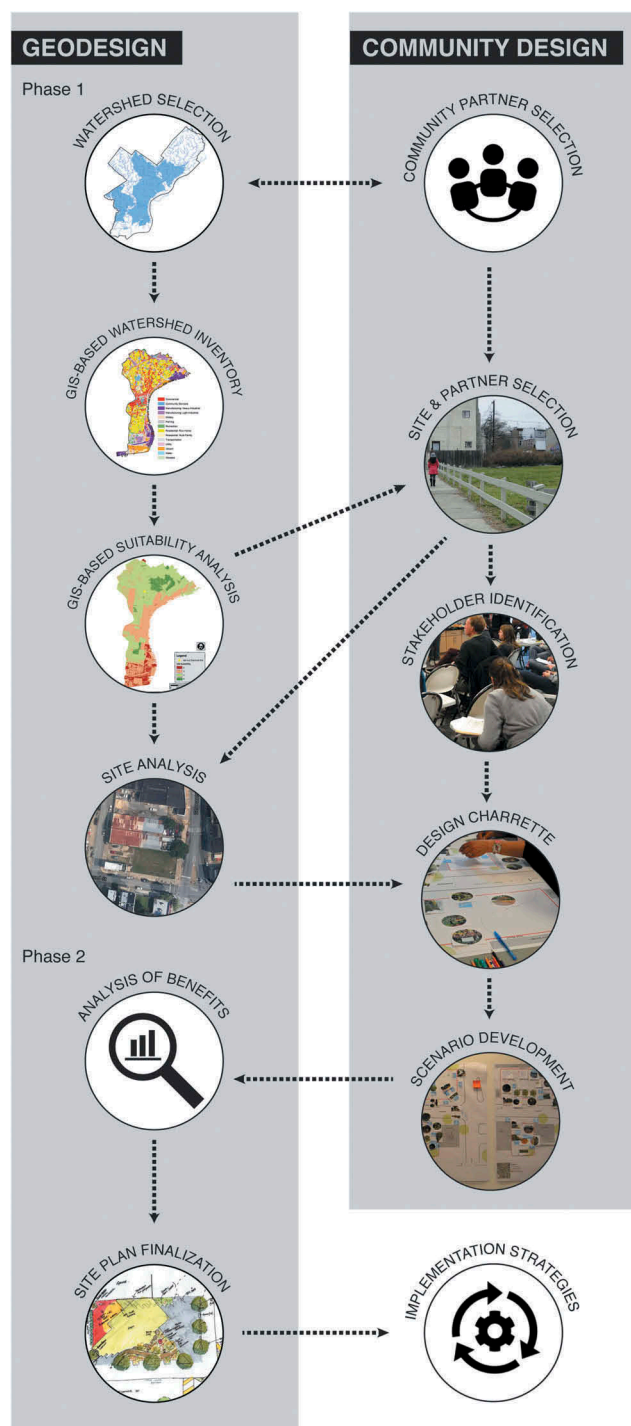 GEODESIGN
COMMUNITY DESIGN
Phase 1
WATERSHED SELECTION
COMMUNITY PARTNER SELECTION
GIS-BASED WATERSHED INVENTORY
SITE & PARTNER SELECTION
GIS-BASED SUITABILITY ANALYSIS
Legend
STAKEHOLDER IDENTIFICATION
SITE ANALYSIS
DESIGN CHARRETTE
Phase 2
ANALYSIS OF BENEFITS
SCENARIO DEVELOPMENT
SITE PLAN FINALIZATION
IMPLEMENTATION STRATEGIES